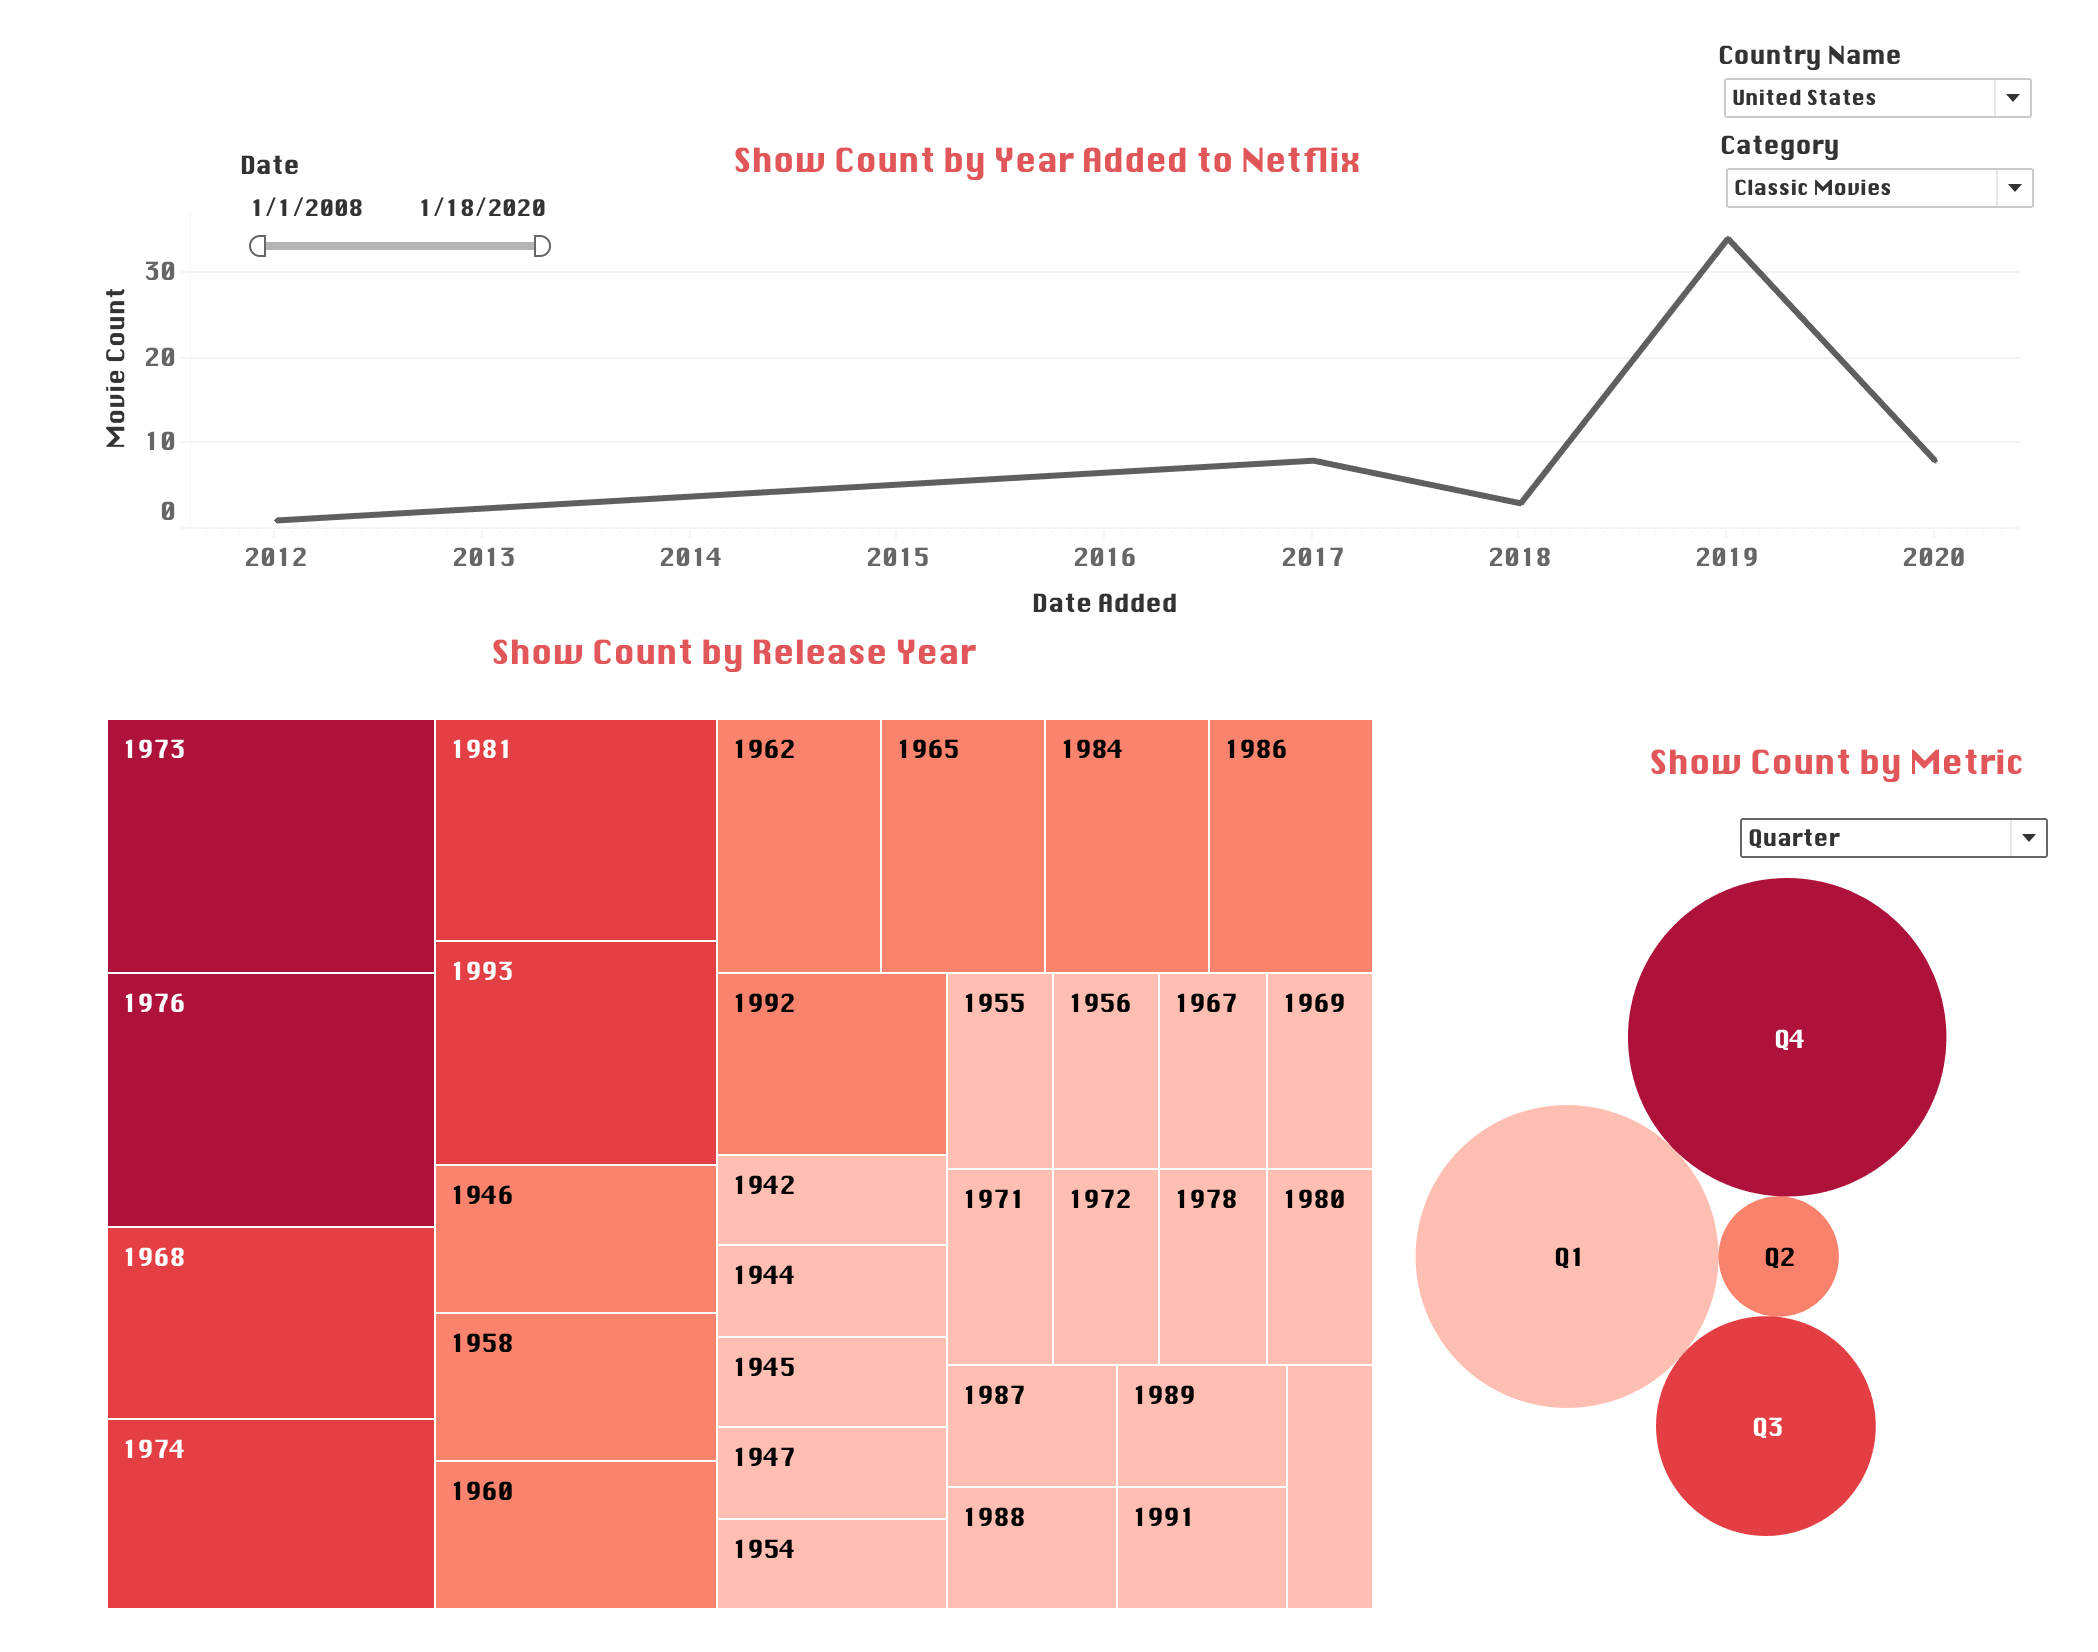 Country Name
United States
Category
Classic Movies
Show Count by Year Added to Netflix
Date
1/1/2008 1/18/2020
Movie Count
30
20
10
0
2012 2013 2014 2015 2016 2017 2018 2019 2020
Date Added
Show Count by Release Year
1973 1981 1962 1965 1984 1986
1993
1976 1992 1955 1956 1967 1969
1942
1946 1971 1972 1978 1980
1968 1944
1958 1945
1987 1989
1974 1947
1960 1988 1991
1954
Show Count by Metric
Quarter
Q4
Q1 Q2
Q3